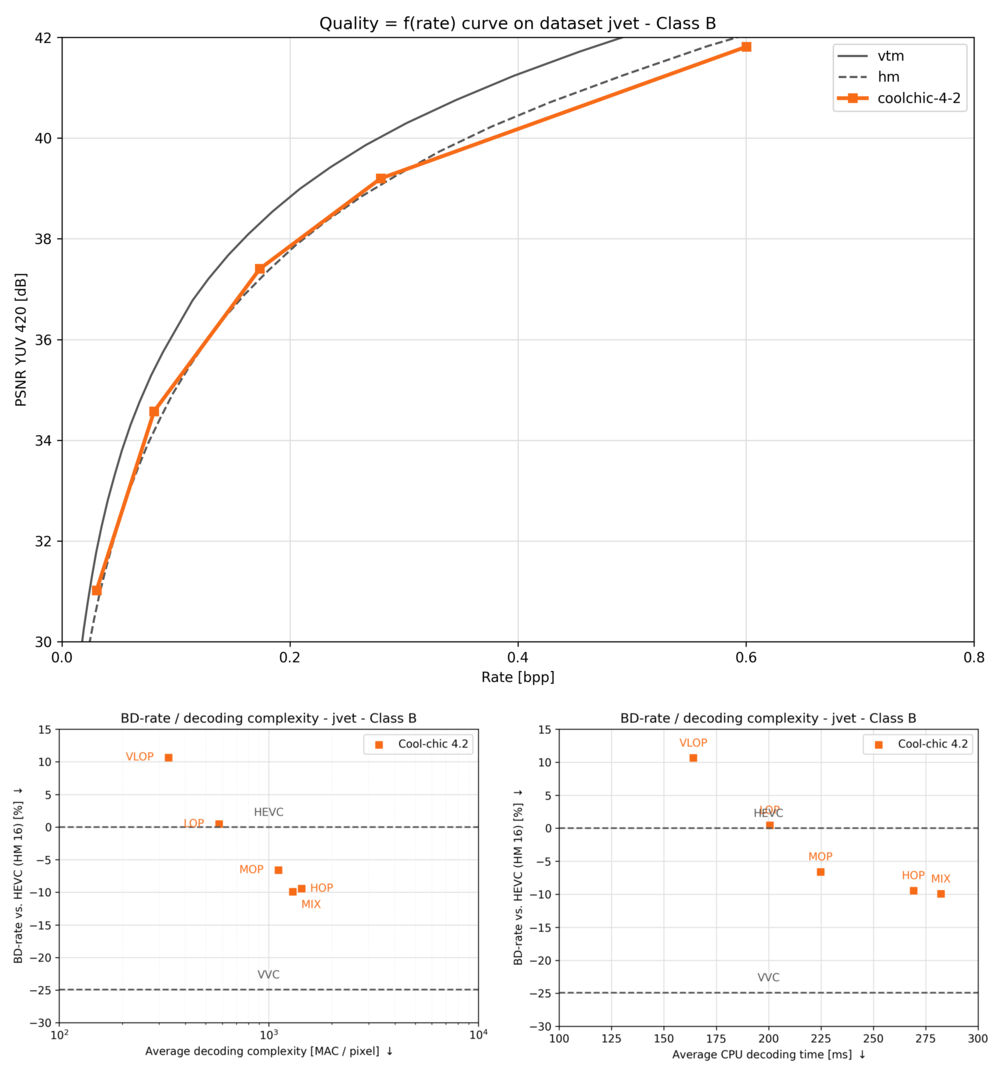 Quality = f(rate) curve on dataset jvet - Class B
vtm
hm
coolchic-4-2
PSNR YUV 420 [dB]
42
40
38
36
34
32
30
0.0 0.2 0.4 0.6 0.8
Rate [bpp]
BD-rate / decoding complexity - jvet - Class B
Cool-chic 4.2
BD-rate vs. HEVC (HM 16) [%] ↓
15
10
5
0
−5
−10
−15
−20
−25
−30
VLOP
HEVC
LOP
MOP
HOP
MIX
VVC
10² 10³ 10⁴
Average decoding complexity [MAC / pixel] ↓
BD-rate / decoding complexity - jvet - Class B
Cool-chic 4.2
BD-rate vs. HEVC (HM 16) [%] ↓
15
10
5
0
−5
−10
−15
−20
−25
−30
VLOP
LOP
HEVC
MOP
HOP
MIX
VVC
100 125 150 175 200 225 250 275 300
Average CPU decoding time [ms] ↓